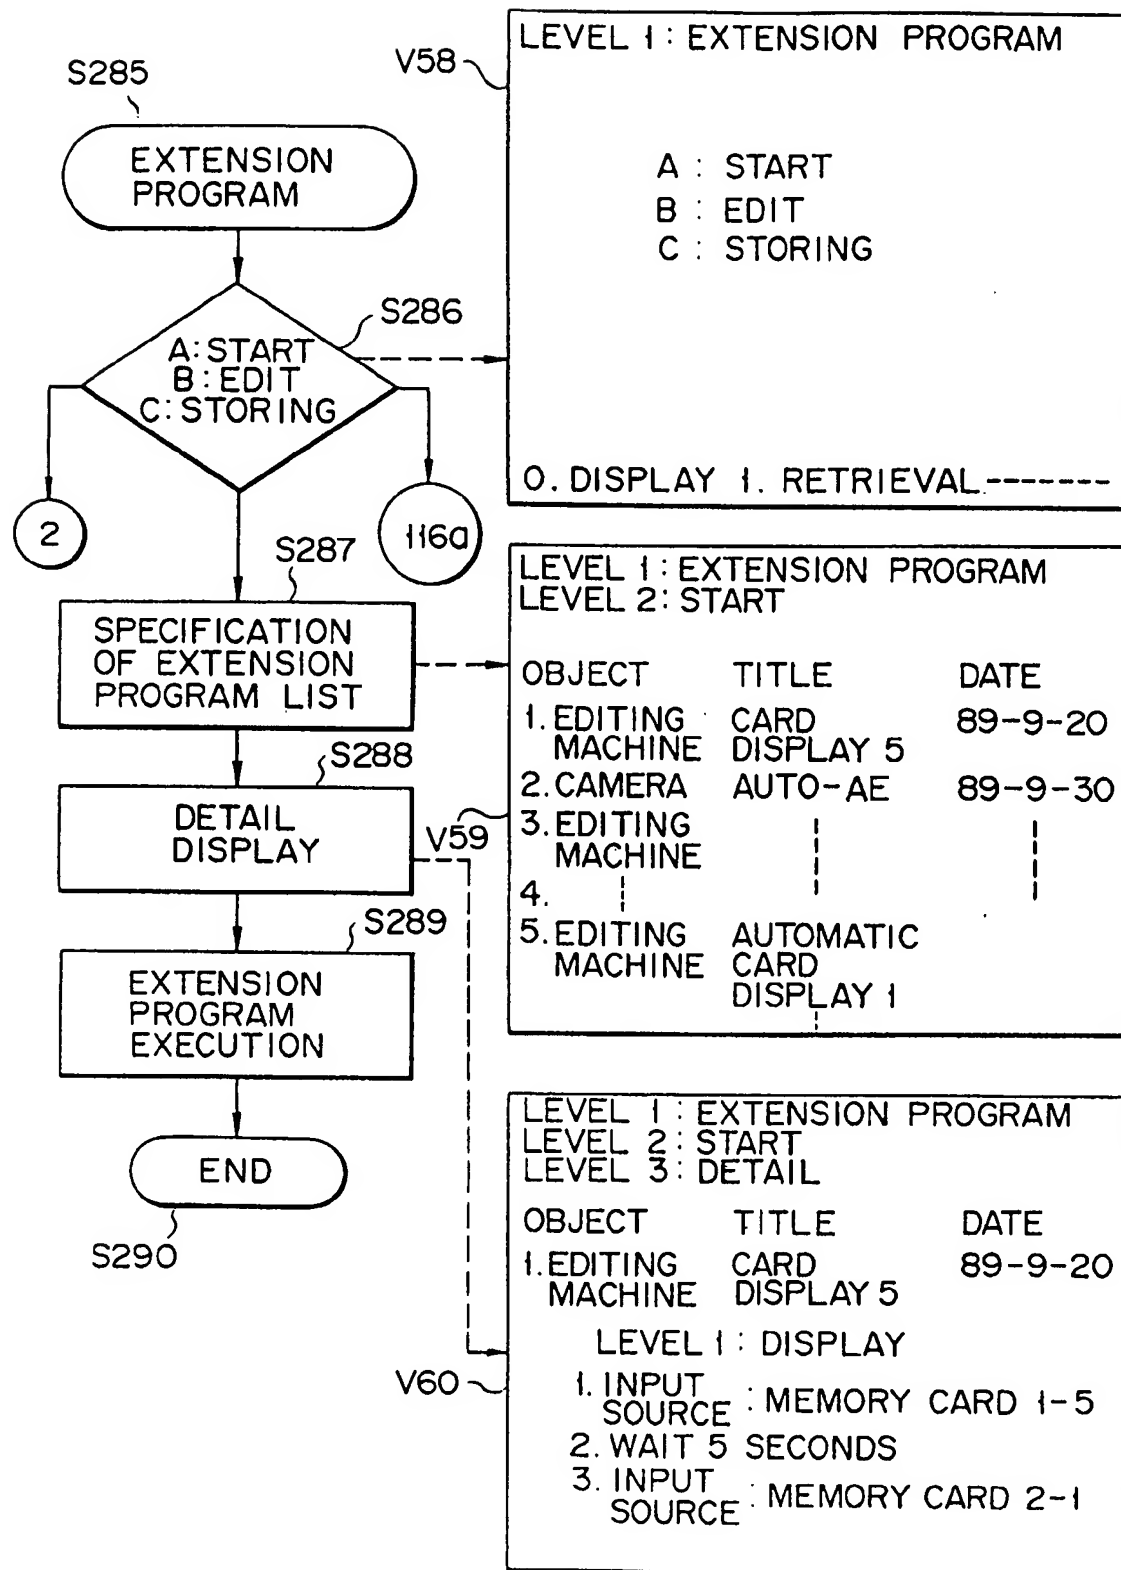 S285
EXTENSION
PROGRAM
S286
A: START
B: EDIT
C: STORING
2
116a
S287
SPECIFICATION
OF EXTENSION
PROGRAM LIST
S288
DETAIL
DISPLAY
S289
EXTENSION
PROGRAM
EXECUTION
END
S290
V58
LEVEL 1: EXTENSION PROGRAM
A : START
B : EDIT
C : STORING
0. DISPLAY 1. RETRIEVAL -------
V59
LEVEL 1: EXTENSION PROGRAM
LEVEL 2: START
OBJECT TITLE DATE
1. EDITING CARD 89-9-20
MACHINE DISPLAY 5
2. CAMERA AUTO-AE 89-9-30
3. EDITING
MACHINE
4.
5. EDITING AUTOMATIC
MACHINE CARD
DISPLAY 1
V60
LEVEL 1: EXTENSION PROGRAM
LEVEL 2: START
LEVEL 3: DETAIL
OBJECT TITLE DATE
1. EDITING CARD 89-9-20
MACHINE DISPLAY 5
LEVEL 1: DISPLAY
1. INPUT
SOURCE : MEMORY CARD 1-5
2. WAIT 5 SECONDS
3. INPUT
SOURCE : MEMORY CARD 2-1